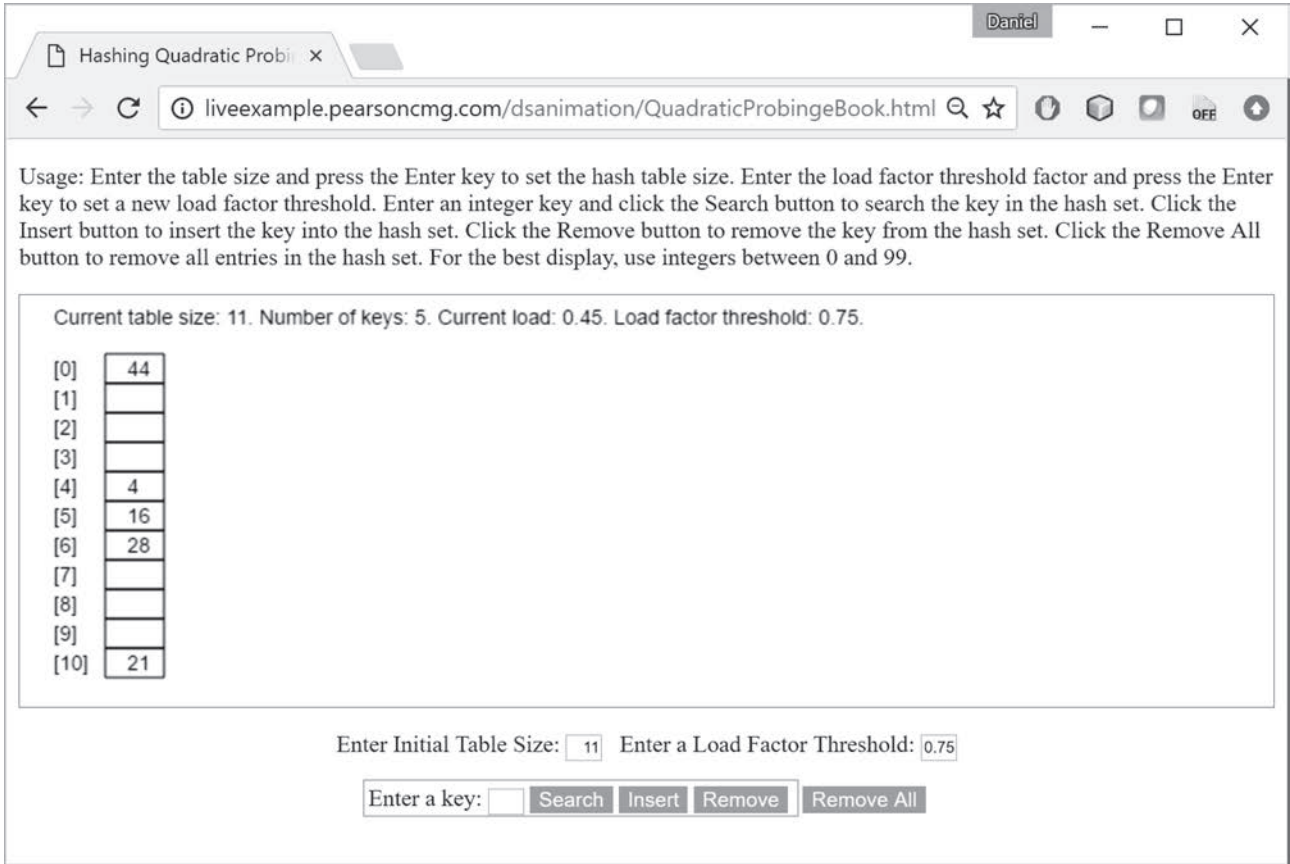 Daniel
Hashing Quadratic Probi
liveexample.pearsoncmg.com/dsanimation/QuadraticProbingeBook.html
OFF
Usage: Enter the table size and press the Enter key to set the hash table size. Enter the load factor threshold factor and press the Enter
key to set a new load factor threshold. Enter an integer key and click the Search button to search the key in the hash set. Click the
Insert button to insert the key into the hash set. Click the Remove button to remove the key from the hash set. Click the Remove All
button to remove all entries in the hash set. For the best display, use integers between 0 and 99.
Current table size: 11. Number of keys: 5. Current load: 0.45. Load factor threshold: 0.75.
[0] 44
[1]
[2]
[3]
[4] 4
[5] 16
[6] 28
[7]
[8]
[9]
[10] 21
Enter Initial Table Size: 11 Enter a Load Factor Threshold: 0.75
Enter a key: Search Insert Remove Remove All